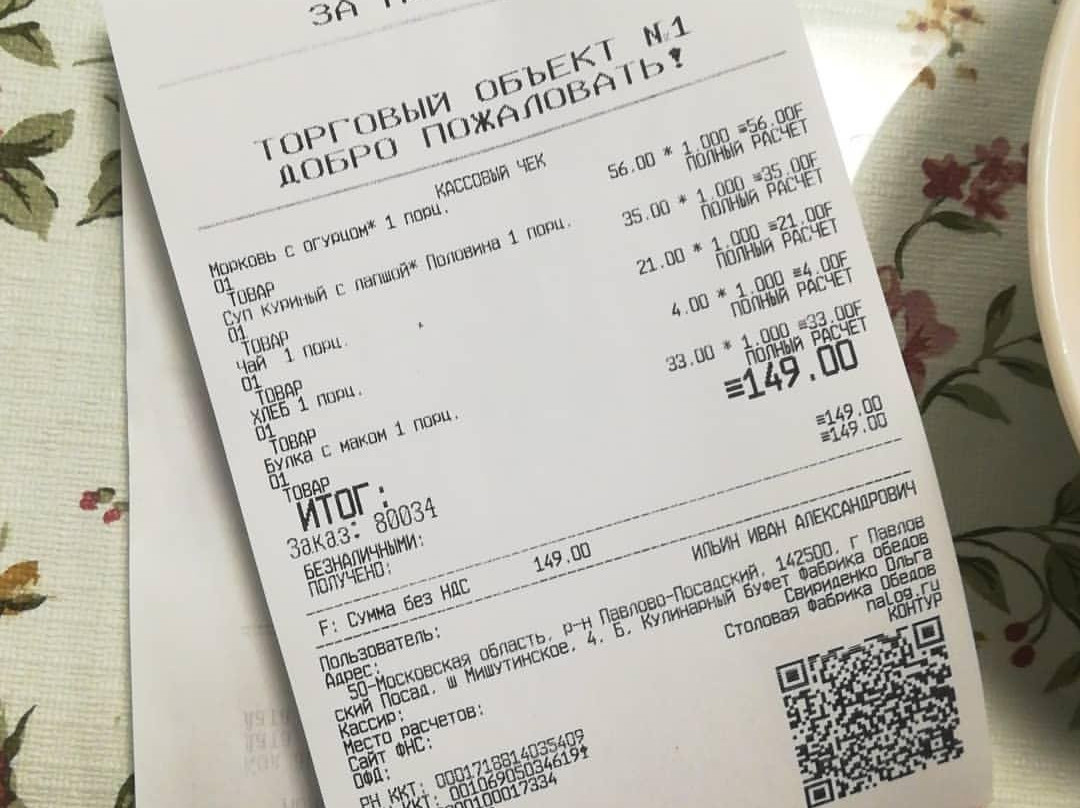 ЗА
ТОРГОВЫЙ ОБЪЕКТ N.1
ДОБРО ПОЖАЛОВАТЬ!
КАССОВЫЙ ЧЕК
Морковь с огурцом* 1 порц.
01 56.00 * 1.000 ≡56.00F
ТОВАР ПОЛНЫЙ РАСЧЕТ
Суп куриный с лапшой* Половина 1 порц.
01 35.00 * 1.000 ≡35.00F
ТОВАР ПОЛНЫЙ РАСЧЕТ
Чай 1 порц.
01 21.00 * 1.000 ≡21.00F
ТОВАР ПОЛНЫЙ РАСЧЕТ
ХЛЕБ 1 порц.
01 4.00 * 1.000 ≡4.00F
ТОВАР ПОЛНЫЙ РАСЧЕТ
Булка с маком 1 порц.
01 33.00 * 1.000 ≡33.00F
ТОВАР ПОЛНЫЙ РАСЧЕТ
ИТОГ: ≡149.00
Заказ: 80034
БЕЗНАЛИЧНЫМИ: ≡149.00
ПОЛУЧЕНО: ≡149.00
F: Сумма без НДС 149.00
Пользователь: ИЛЬИН ИВАН АЛЕКСАНДРОВИЧ
Адрес:
50-Московская область, р-н Павлово-Посадский, 142500, г Павлов
ский Посад, ш Мишутинское, 4, Б, Кулинарный Буфет Фабрика обедов
Кассир: Свириденко Ольга
Место расчетов: Столовая Фабрика Обедов
Сайт ФНС: nalog.ru
ОФД: КОНТУР
РН ККТ: 0001718814035409
ККТ: 00106905034619
00100017334